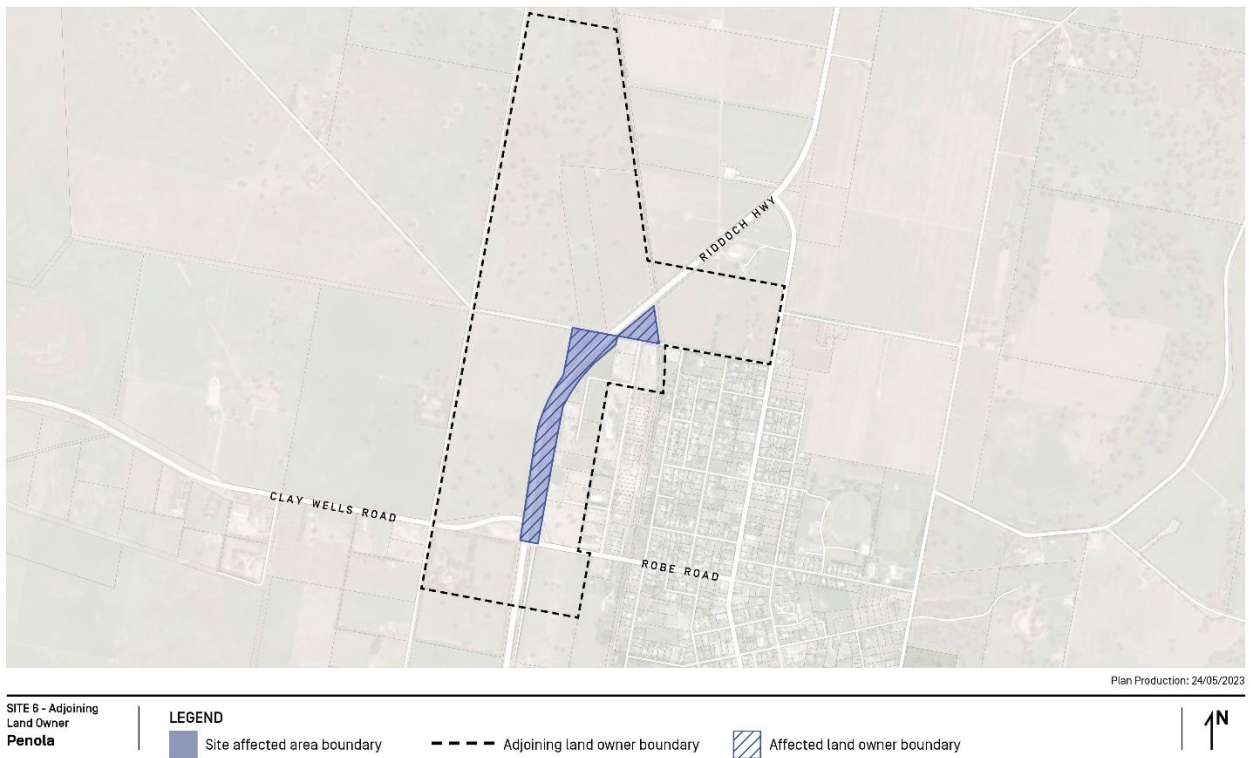 RIDDOCH HWY
CLAY WELLS ROAD
ROBE ROAD
Plan Production: 24/05/2023
SITE 6 - Adjoining
Land Owner
Penola
LEGEND
Site affected area boundary
Adjoining land owner boundary
Affected land owner boundary
N